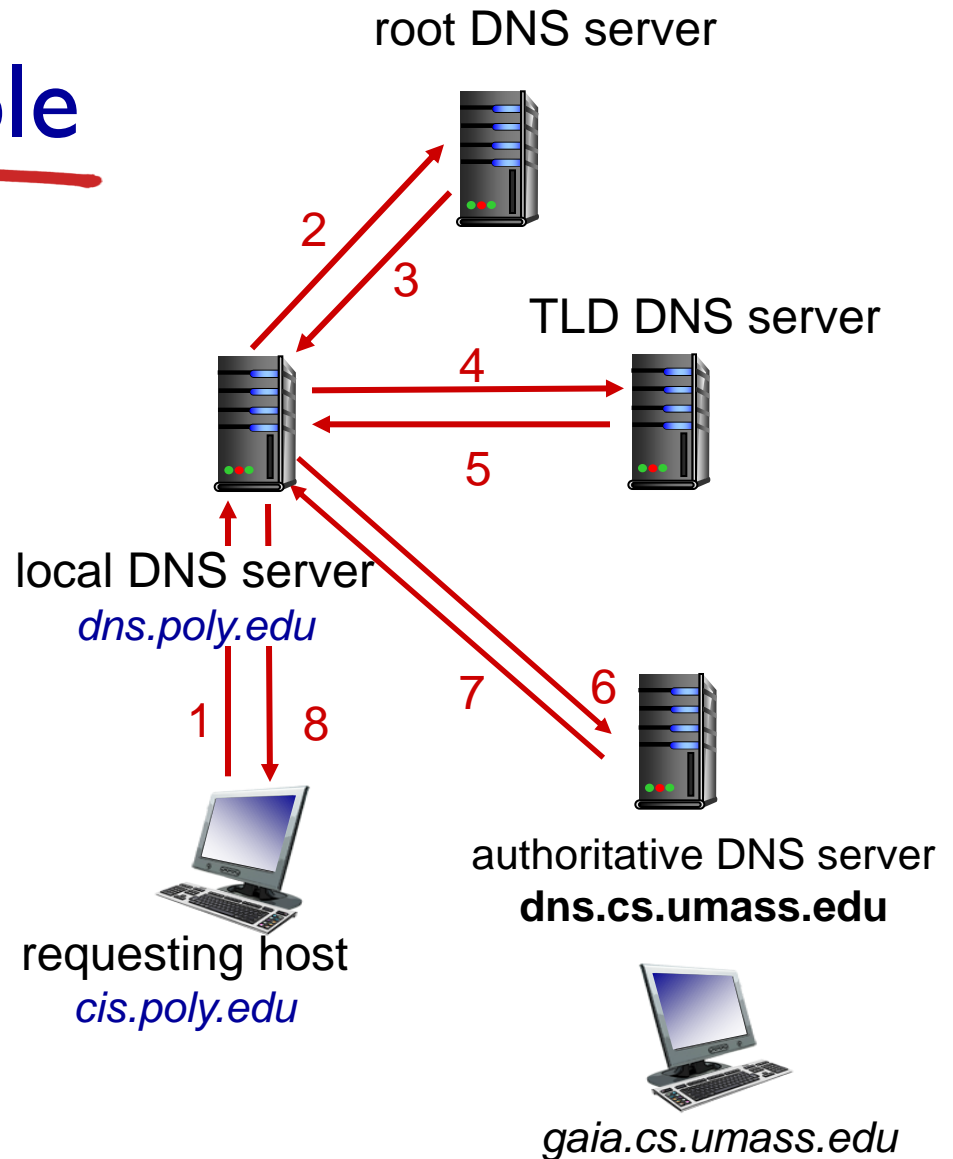 root DNS server
2
3
TLD DNS server
4
5
local DNS server
dns.poly.edu
7
6
1
8
authoritative DNS server
dns.cs.umass.edu
requesting host
cis.poly.edu
gaia.cs.umass.edu